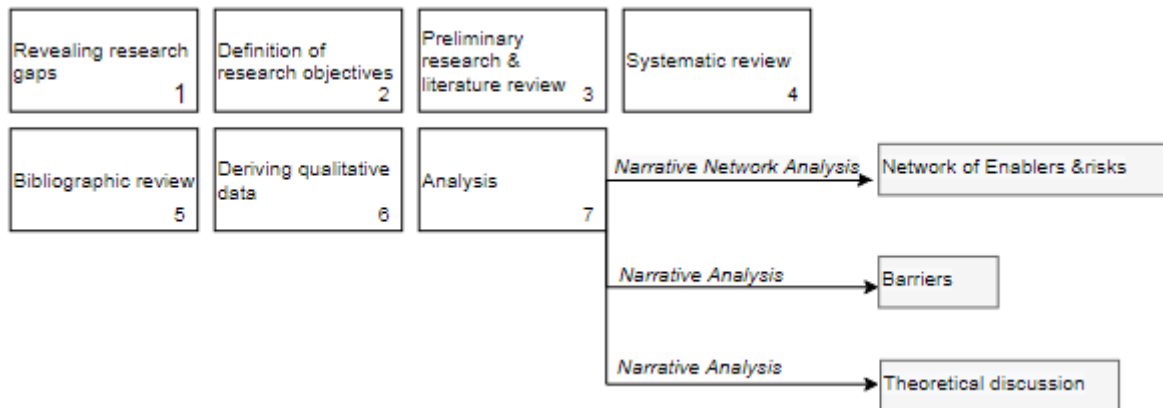 Revealing research
gaps
1
Definition of
research objectives
2
Preliminary
research &
literature review
3
Systematic review
4
Bibliographic review
5
Deriving qualitative
data
6
Analysis
7
Narrative Network Analysis
Network of Enablers &risks
Narrative Analysis
Barriers
Narrative Analysis
Theoretical discussion